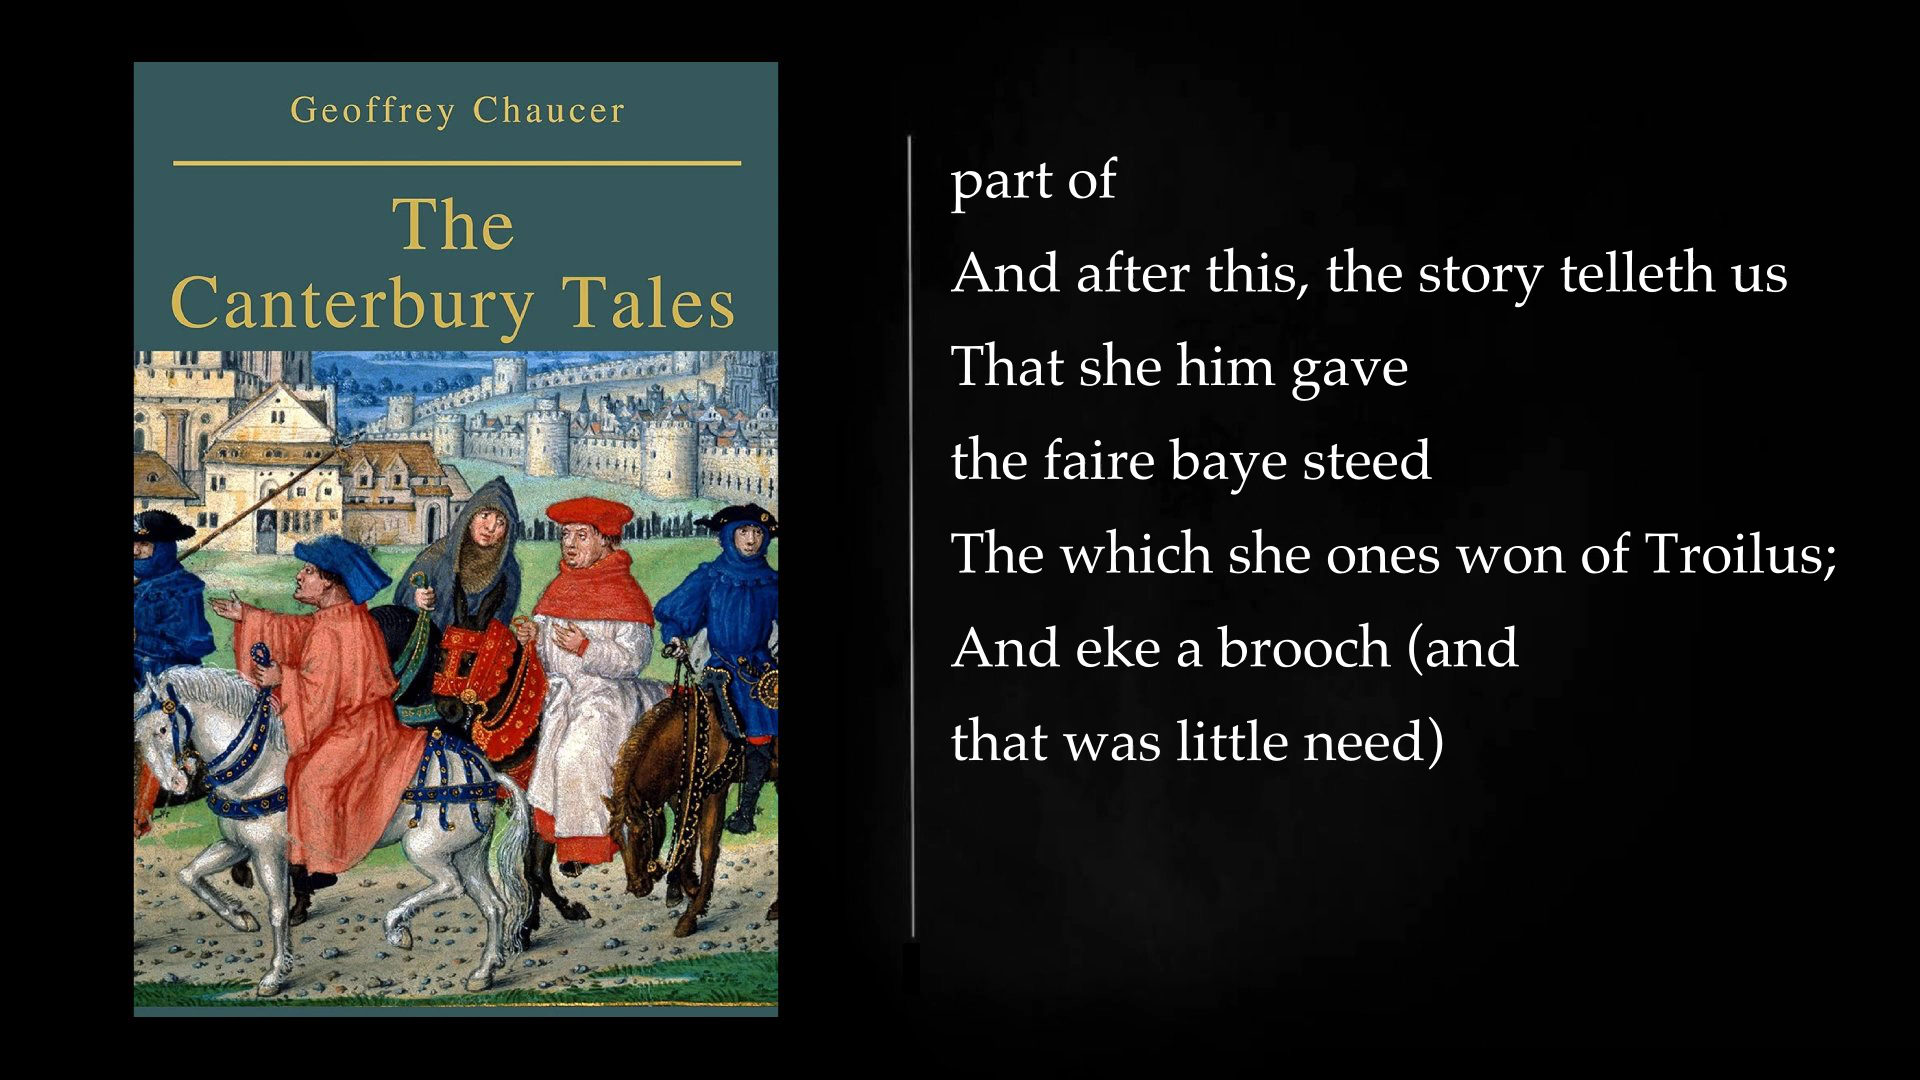 Geoffrey Chaucer
The
Canterbury Tales
part of
And after this, the story telleth us
That she him gave
the faire baye steed
The which she ones won of Troilus;
And eke a brooch (and
that was little need)